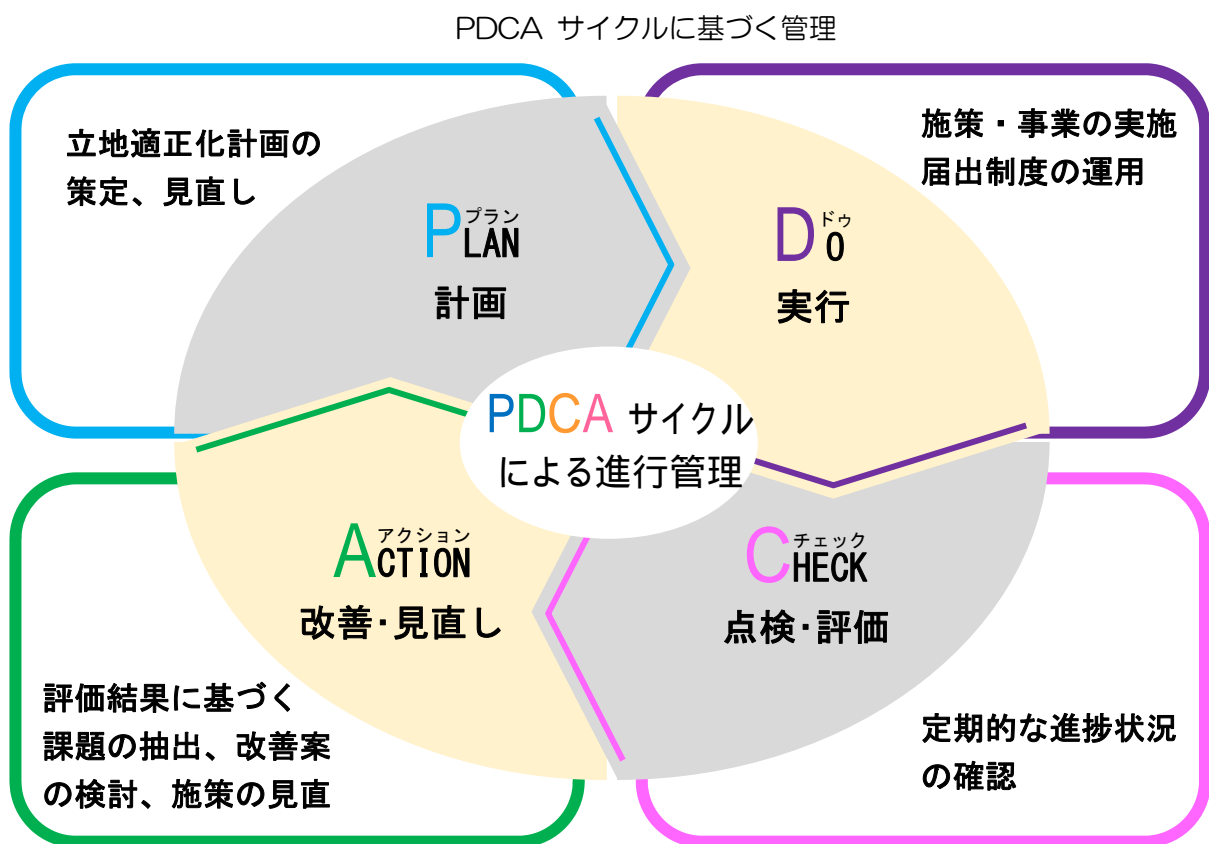 PDCA サイクルに基づく管理
立地適正化計画の
策定、見直し
プラン
PLAN
計画
施策・事業の実施
届出制度の運用
ドゥ
DO
実行
PDCA サイクル
による進行管理
アクション
ACTION
改善・見直し
評価結果に基づく
課題の抽出、改善案
の検討、施策の見直
チェック
CHECK
点検・評価
定期的な進捗状況
の確認